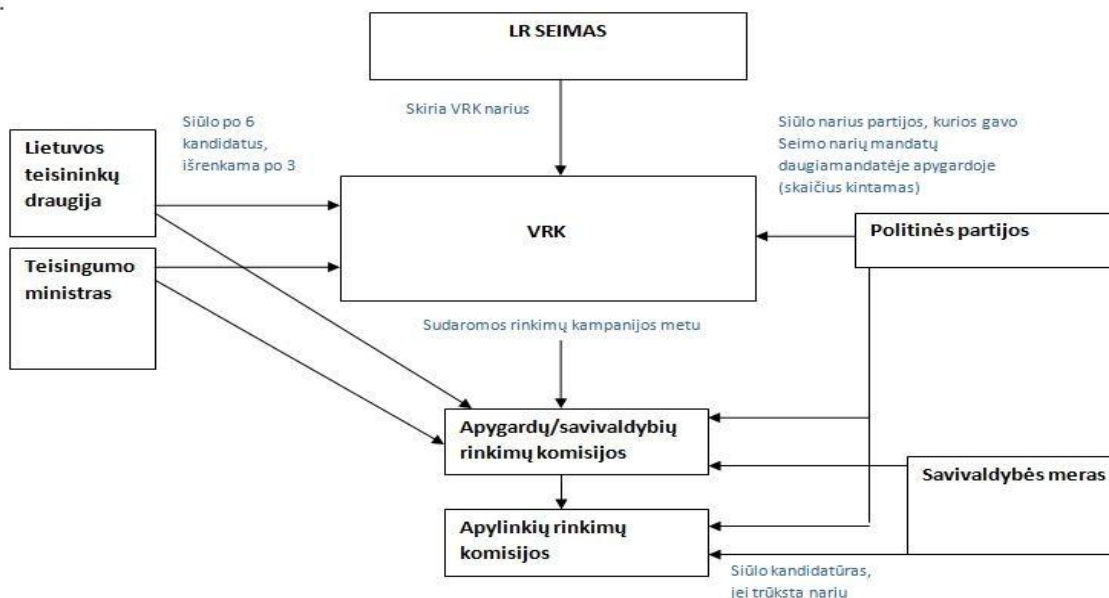 .
LR SEIMAS
Skiria VRK narius
Siūlo po 6
kandidatus,
išrenkama po 3
Siūlo narius partijos, kurios gavo
Seimo narių mandatų
daugiamandatėje apygardoje
(skaičius kintamas)
Lietuvos
teisininkų
draugija
VRK
Politinės partijos
Teisingumo
ministras
Sudaromos rinkimų kampanijos metu
Apygardų/savivaldybių
rinkimų komisijos
Savivaldybės meras
Apylinkių rinkimų
komisijos
Siūlo kandidatūras,
jei trūksta narių